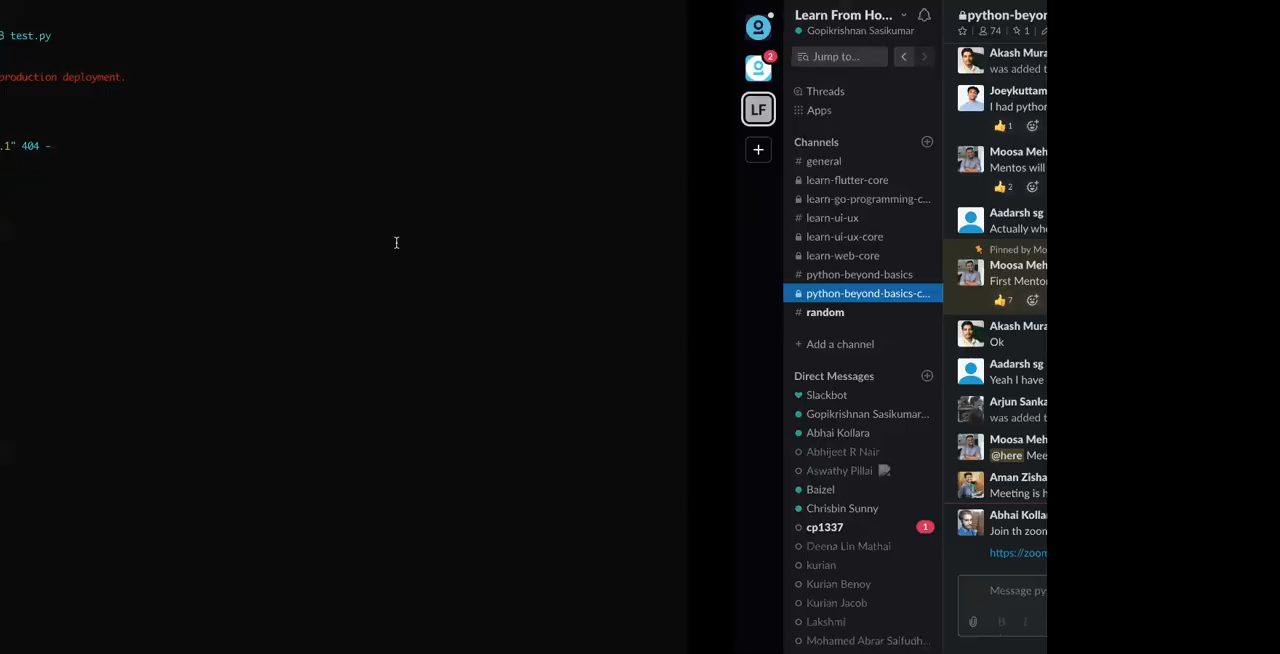 3 test.py
production deployment.
.1" 404 -
2
LF
+
Learn From Ho...
Gopikrishnan Sasikumar
Jump to...
Threads
Apps
Channels
# general
learn-flutter-core
learn-go-programming-c...
# learn-ui-ux
learn-ui-ux-core
learn-web-core
# python-beyond-basics
python-beyond-basics-c...
# random
+ Add a channel
Direct Messages
Slackbot
Gopikrishnan Sasikumar...
Abhai Kollara
Abhijeet R Nair
Aswathy Pillai
Baizel
Chrisbin Sunny
cp1337 1
Deena Lin Mathai
kurian
Kurian Benoy
Kurian Jacob
Lakshmi
Mohamed Abrar Saifudh...
python-beyor
74 | 1
Akash Mura
was added t
Joeykuttam
I had python
1
Moosa Meh
Mentos will
2
Aadarsh sg
Actually whe
Pinned by Mo
Moosa Meh
First Mentor
7
Akash Mura
Ok
Aadarsh sg
Yeah I have
Arjun Sanka
was added t
Moosa Meh
@here Mee
Aman Zisha
Meeting is h
Abhai Kollar
Join th zoom
https://zoom
Message py
B I